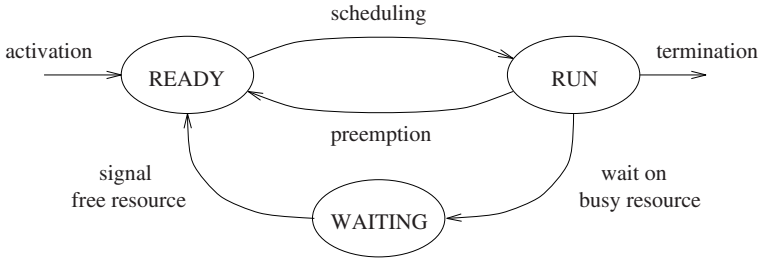 scheduling
activation
termination
READY
RUN
preemption
signal
free resource
wait on
busy resource
WAITING